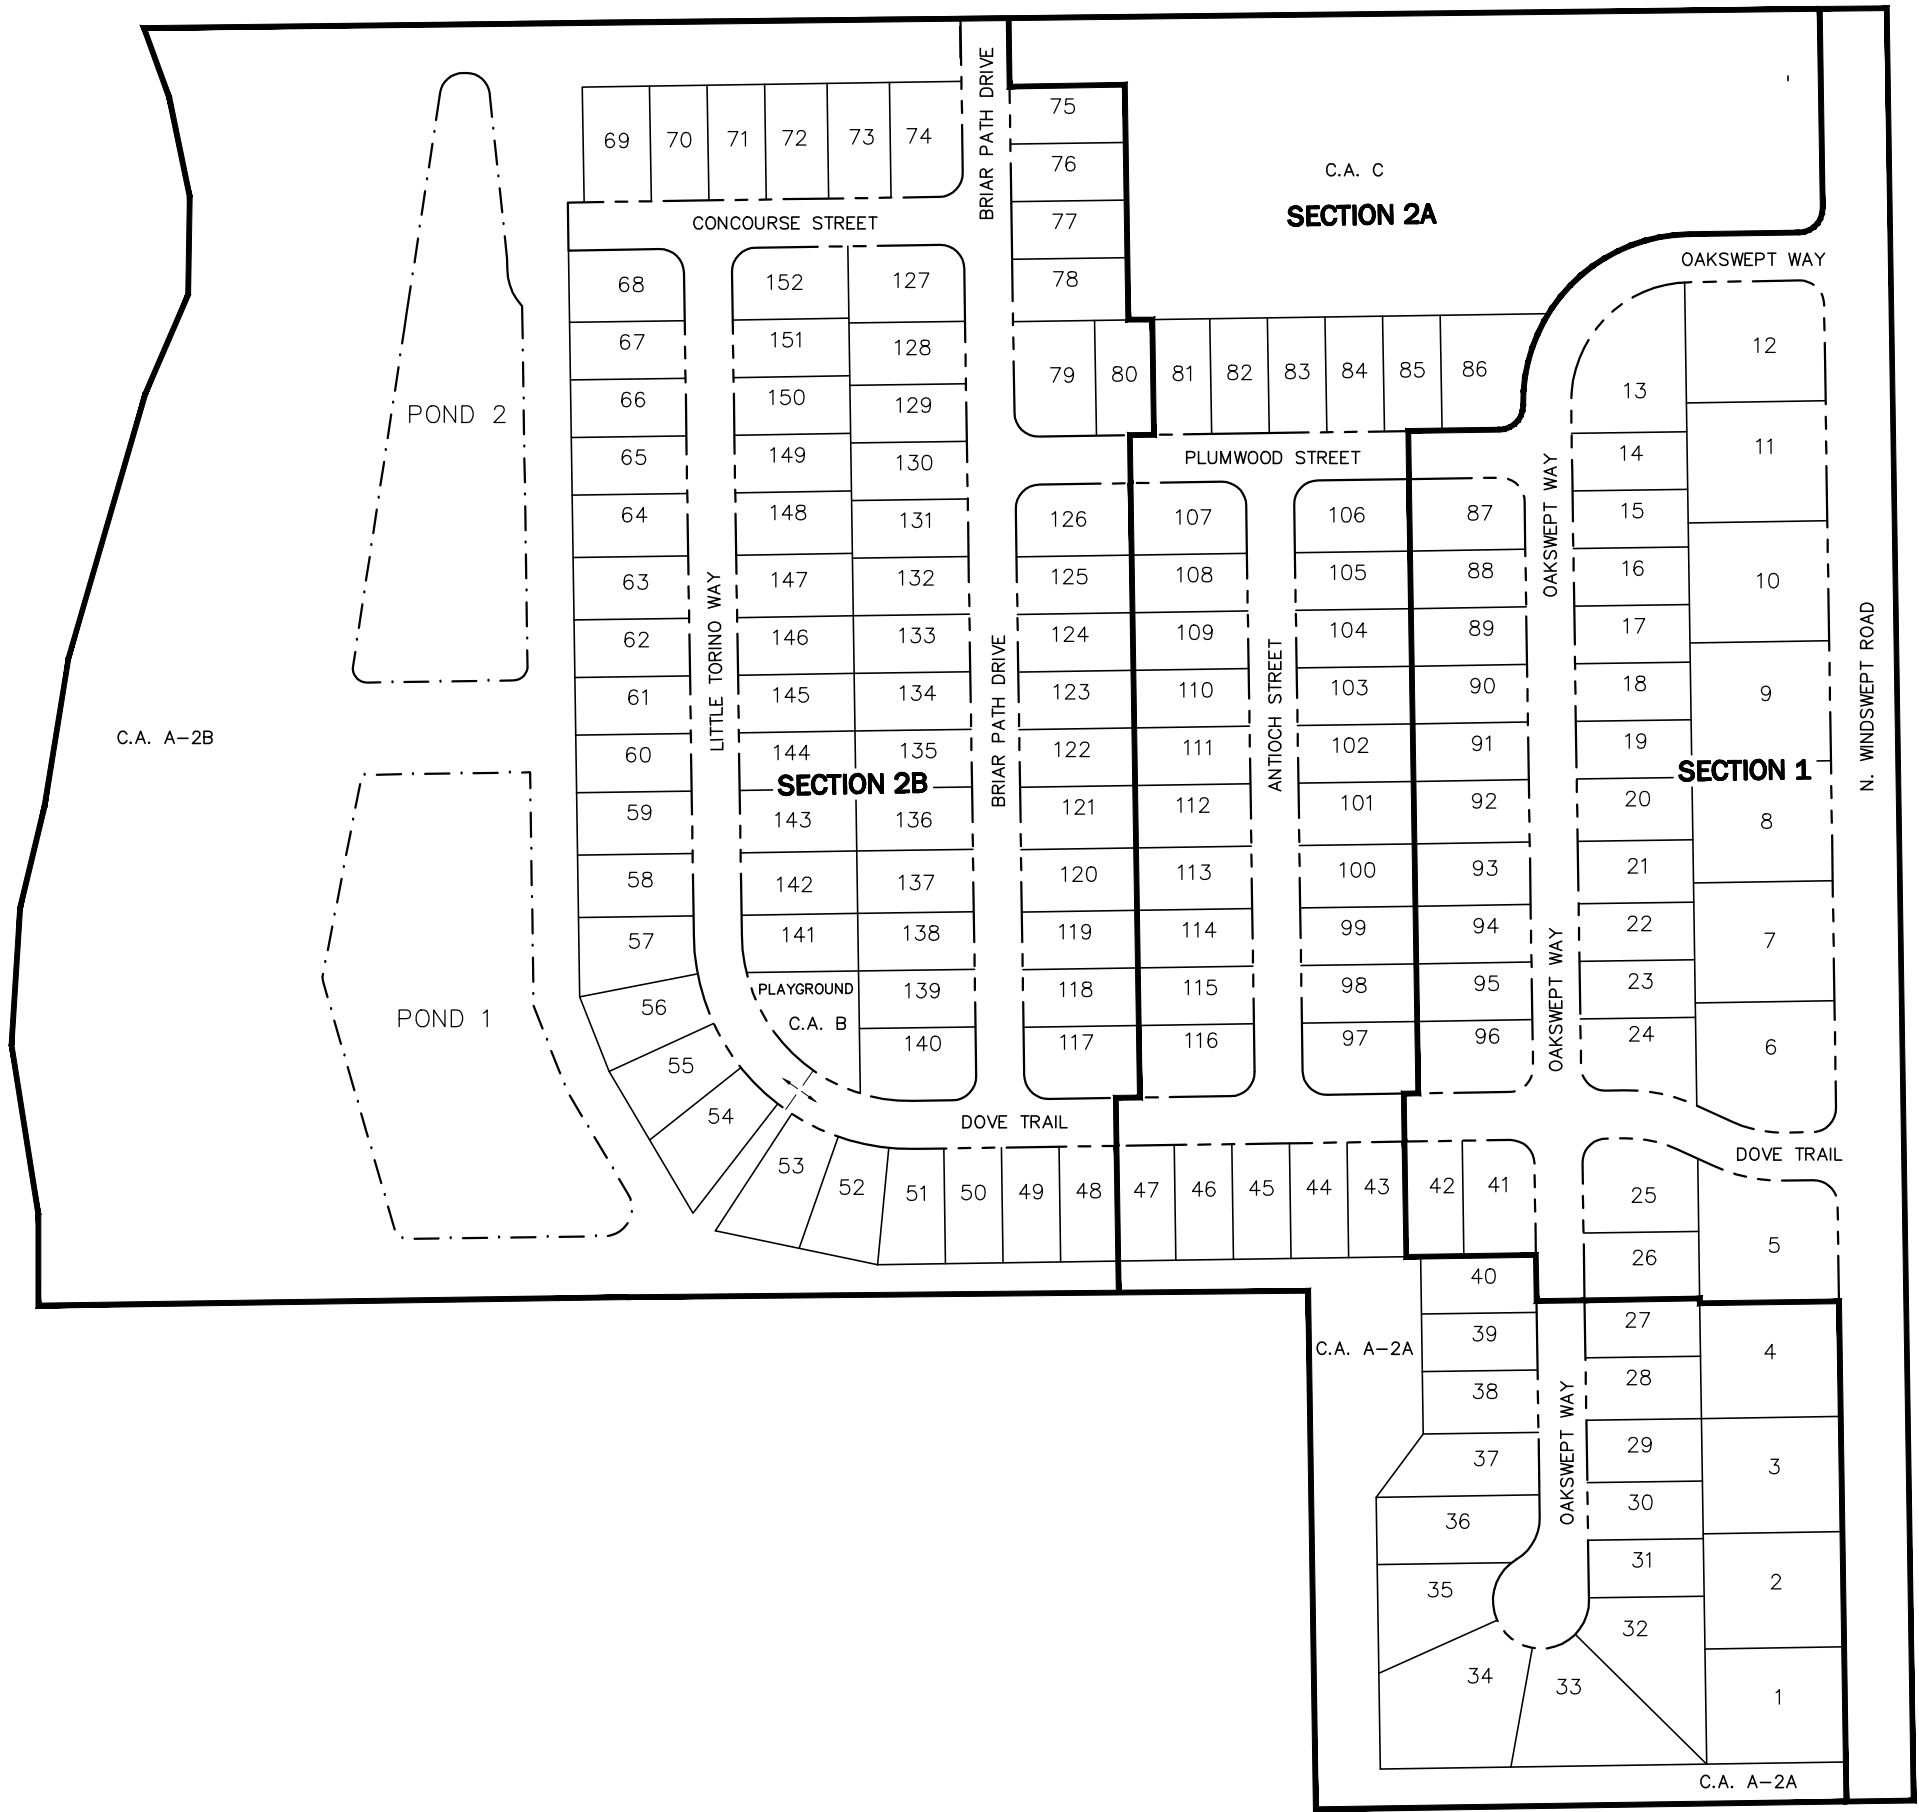 BRIAR PATH DRIVE
75
69 70 71 72 73 74
76
C.A. C
SECTION 2A
77
CONCOURSE STREET
OAKSWEPT WAY
78
68 152 127
67 151 128
12
66 150 129
79 80 81 82 83 84 85 86
13
POND 2
65 149 130
PLUMWOOD STREET
14
11
64 148 131
126 107 106 87
OAKSWEPT WAY
15
63 147 132
125 108 105 88
16
10
62 146 133
124 109 104 89
17
LITTLE TORINO WAY
BRIAR PATH DRIVE
ANTIOCH STREET
N. WINDSWEPT ROAD
61 145 134
123 110 103 90
18
9
C.A. A-2B
60 144 135
122 111 102 91
19
SECTION 2B
SECTION 1
59 143 136
121 112 101 92
20
8
58 142 137
120 113 100 93
21
57 141 138
119 114 99 94
22
7
OAKSWEPT WAY
56
PLAYGROUND
C.A. B
139
118 115 98 95
23
POND 1
55
140
117 116 97 96
24
6
54
DOVE TRAIL
DOVE TRAIL
53 52 51 50 49 48 47 46 45 44 43 42 41
25
5
26
40
27
39
C.A. A-2A
4
38
28
OAKSWEPT WAY
37
29
3
36
30
35
31
2
32
34 33
1
C.A. A-2A